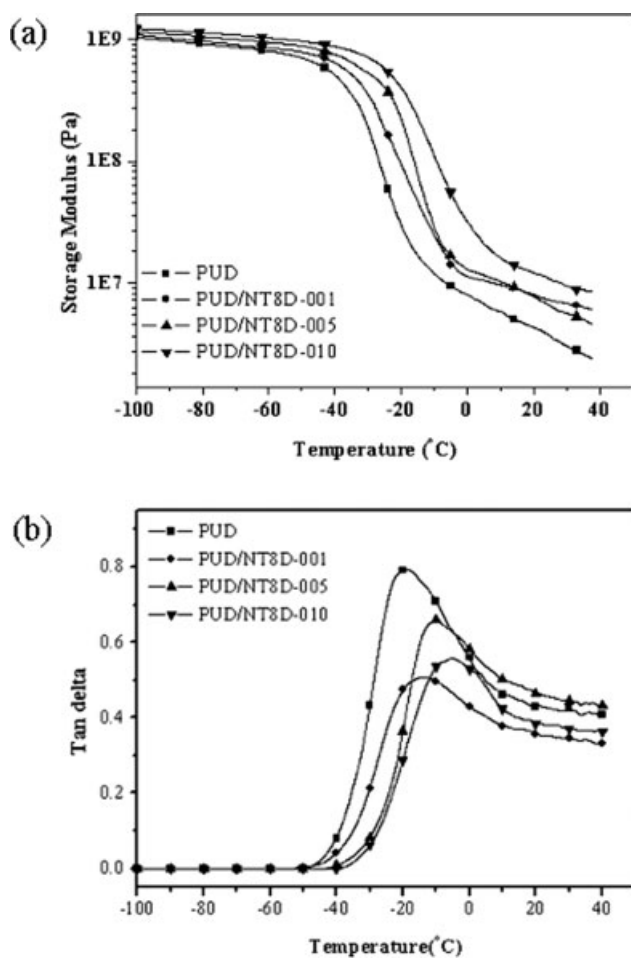 (a)
1E9
1E8
1E7
Storage Modulus (Pa)
PUD
PUD/NT8D-001
PUD/NT8D-005
PUD/NT8D-010
-100 -80 -60 -40 -20 0 20 40
Temperature (°C)
(b)
0.8
0.6
0.4
0.2
0.0
Tan delta
PUD
PUD/NT8D-001
PUD/NT8D-005
PUD/NT8D-010
-100 -80 -60 -40 -20 0 20 40
Temperature(°C)